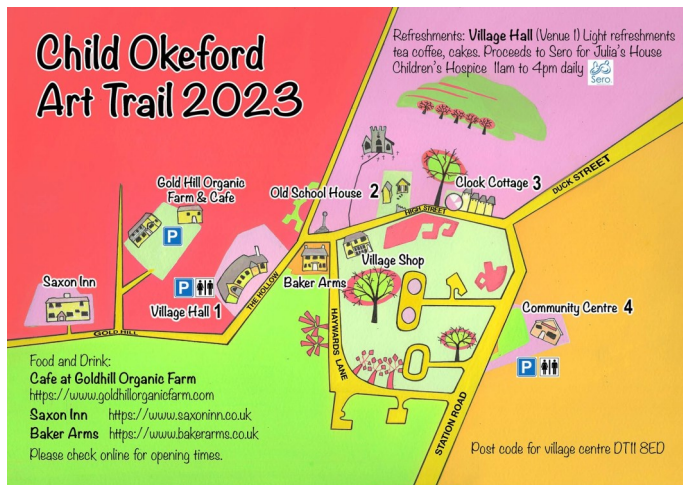 Child Okeford
Art Trail 2023
Refreshments: Village Hall (Venue 1) Light refreshments
tea coffee, cakes. Proceeds to Sero for Julia's House
Children's Hospice 11am to 4pm daily
Sero.
Gold Hill Organic
Farm & Cafe
P
Old School House 2
Clock Cottage 3
DUCK STREET
HIGH STREET
Saxon Inn
P
Village Hall 1
THE HOLLOW
Baker Arms
Village Shop
GOLD HILL
HAYWARDS LANE
Community Centre 4
P
STATION ROAD
Food and Drink:
Cafe at Goldhill Organic Farm
https://www.goldhillorganicfarm.com
Saxon Inn https://www.saxoninn.co.uk
Baker Arms https://www.bakerarms.co.uk
Please check online for opening times.
Post code for village centre DT11 8ED